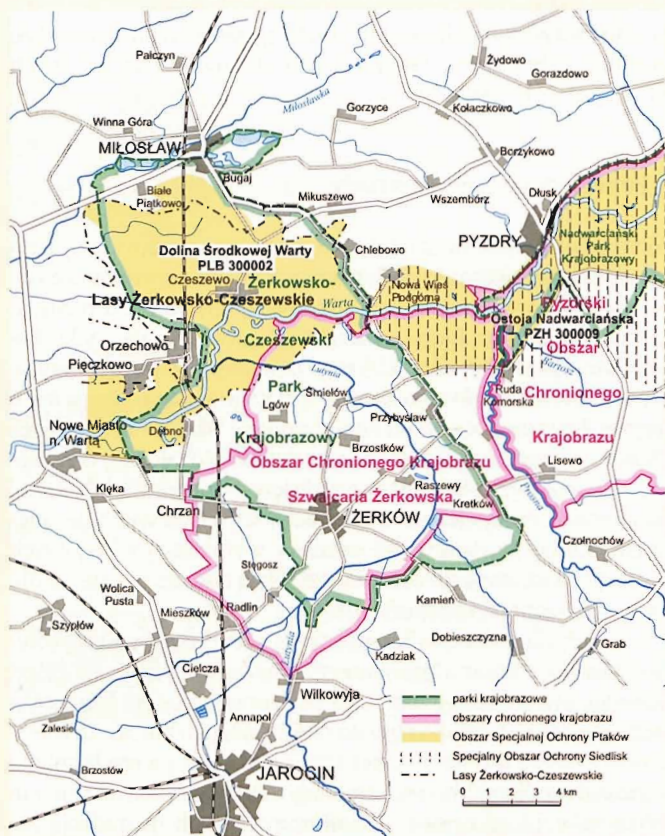 Pałczyn
Żydowo
Gorazdowo
Miłosławka
Gorzyce
Kołaczkowo
Winna Góra
MIŁOSŁAW
Borzykowo
Bugaj
Białe
Piątkowo
Mikuszewo
Wszembórz
Dłusk
PYZDRY
Nadwarciański
Park
Krajobrazowy
Dolina Środkowej Warty
PLB 300002
Chlebowo
Czeszewo
Żerkowsko-
Nowa Wieś
Podgórna
Lasy Żerkowsko-Czeszewskie
Warta
Pyzdrski
Ostoja Nadwarciańska
PZH 300009
Orzechowo
-Czeszewski
Obszar
Pięczkowo
Lutynia
Bartosz
Park
Śmiełów
Ruda
Komorska
Chronionego
Lgów
Przybysław
Nowe Miasto
n. Wartą
Dębno
Krajobrazowy
Brzostków
Krajobrazu
Obszar Chronionego Krajobrazu
Lisewo
Klęka
Raszewy
Prosna
Szwajcaria Żerkowska
Kretków
Chrzan
ŻERKÓW
Czołnochów
Stęgosz
Wolica
Pusta
Kamień
Szypłów
Mieszków
Radlin
Dobieszczyzna
Grab
Lutynia
Kadziak
Cielcza
Wilkowyja
Zalesie
Annapol
Brzostów
JAROCIN
parki krajobrazowe
obszary chronionego krajobrazu
Obszar Specjalnej Ochrony Ptaków
Specjalny Obszar Ochrony Siedlisk
Lasy Żerkowsko-Czeszewskie
0 1 2 3 4 km